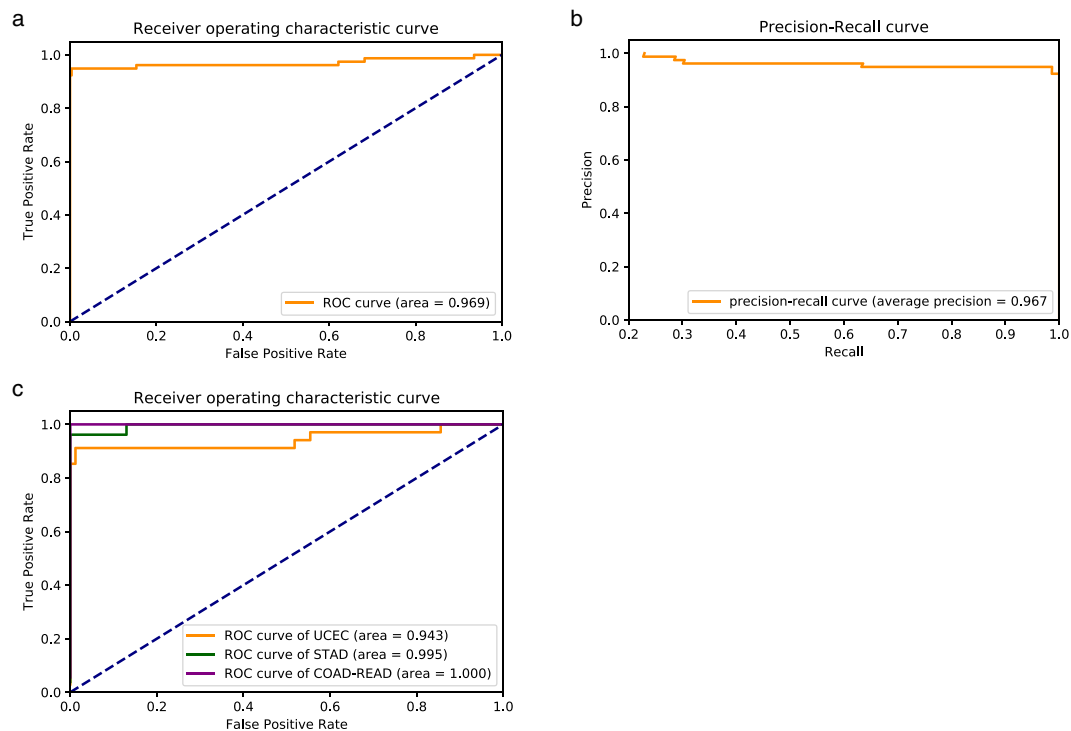 a
Receiver operating characteristic curve
True Positive Rate
1.0
0.8
0.6
0.4
0.2
0.0
ROC curve (area = 0.969)
0.0 0.2 0.4 0.6 0.8 1.0
False Positive Rate
b
Precision-Recall curve
Precision
1.0
0.8
0.6
0.4
0.2
0.0
precision-recall curve (average precision = 0.967
0.2 0.3 0.4 0.5 0.6 0.7 0.8 0.9 1.0
Recall
c
Receiver operating characteristic curve
True Positive Rate
1.0
0.8
0.6
0.4
0.2
0.0
ROC curve of UCEC (area = 0.943)
ROC curve of STAD (area = 0.995)
ROC curve of COAD-READ (area = 1.000)
0.0 0.2 0.4 0.6 0.8 1.0
False Positive Rate